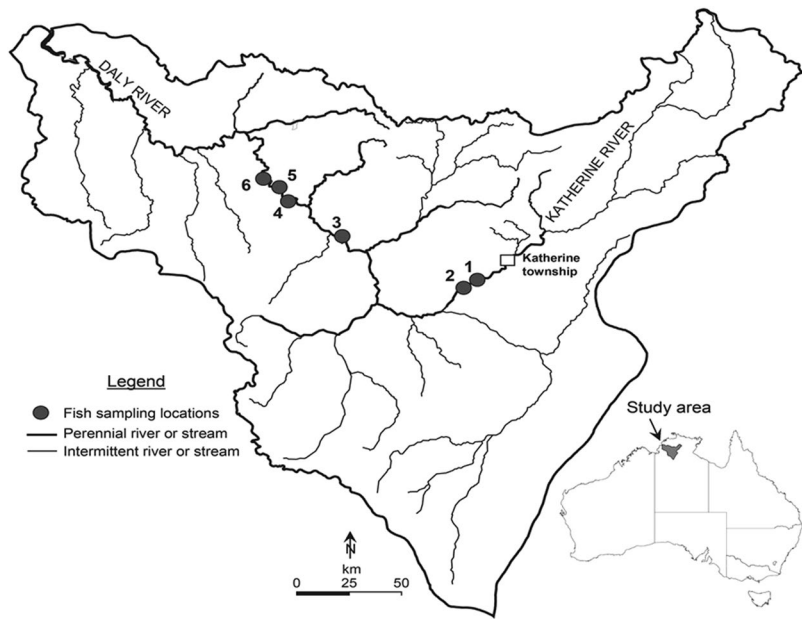 DALY RIVER
KATHERINE RIVER
5
6
4
3
1
2
Katherine
township
Legend
Fish sampling locations
Perennial river or stream
Intermittent river or stream
Study area
N
km
0 25 50